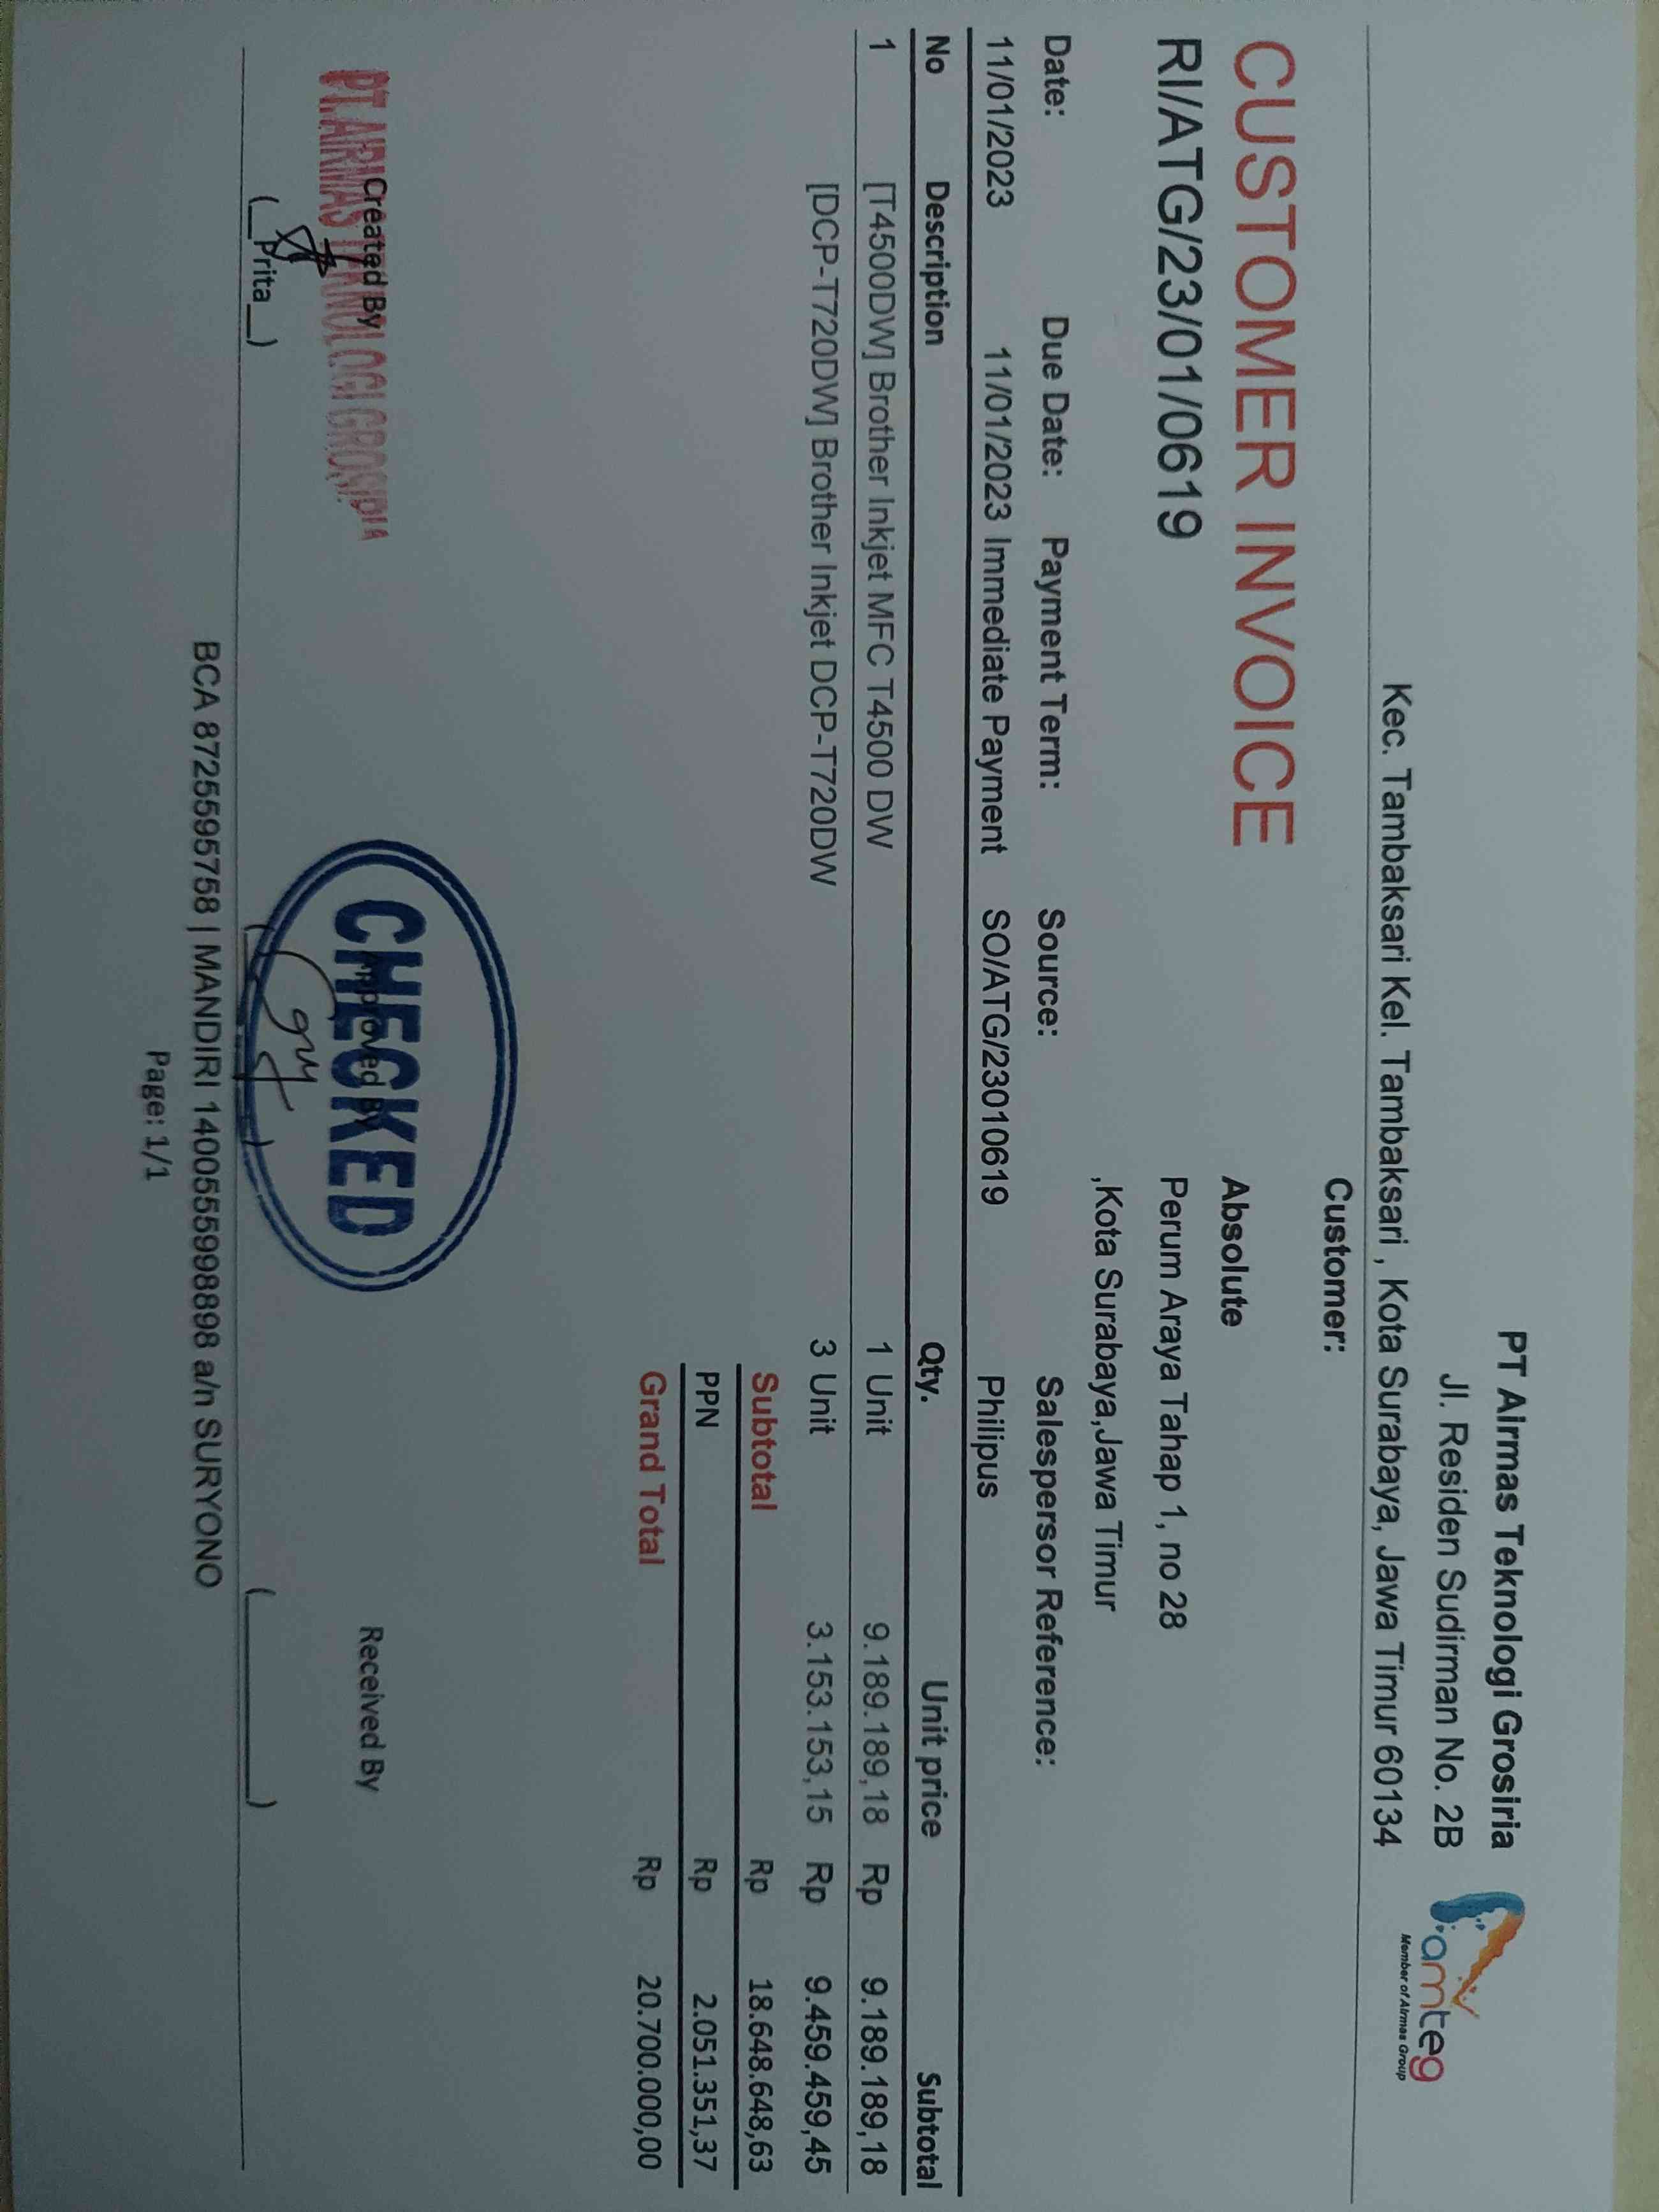 PT Airmas Teknologi Grosiria
Jl. Residen Sudirman No. 2B
Kec. Tambaksari Kel. Tambaksari , Kota Surabaya, Jawa Timur 60134
amteg
Member of Airmas Group
Customer:
CUSTOMER INVOICE
RI/ATG/23/01/0619
Absolute
Perum Araya Tahap 1, no 28
,Kota Surabaya,Jawa Timur
Date: Due Date: Payment Term: Source: Salespersor Reference:
11/01/2023 11/01/2023 Immediate Payment SO/ATG/23010619 Philipus
No Description Qty. Unit price Subtotal
1 [T4500DW] Brother Inkjet MFC T4500 DW 1 Unit 9.189.189,18 Rp 9.189.189,18
[DCP-T720DW] Brother Inkjet DCP-T720DW 3 Unit 3.153.153,15 Rp 9.459.459,45
Subtotal Rp 18.648.648,63
PPN Rp 2.051.351,37
Grand Total Rp 20.700.000,00
Created By Approved By Received By
PT.AIRMAS TEKNOLOGI GROSIRIA
CHECKED
(__Prita__)
BCA 8725595758 | MANDIRI 1400555998898 a/n SURYONO
Page: 1/1